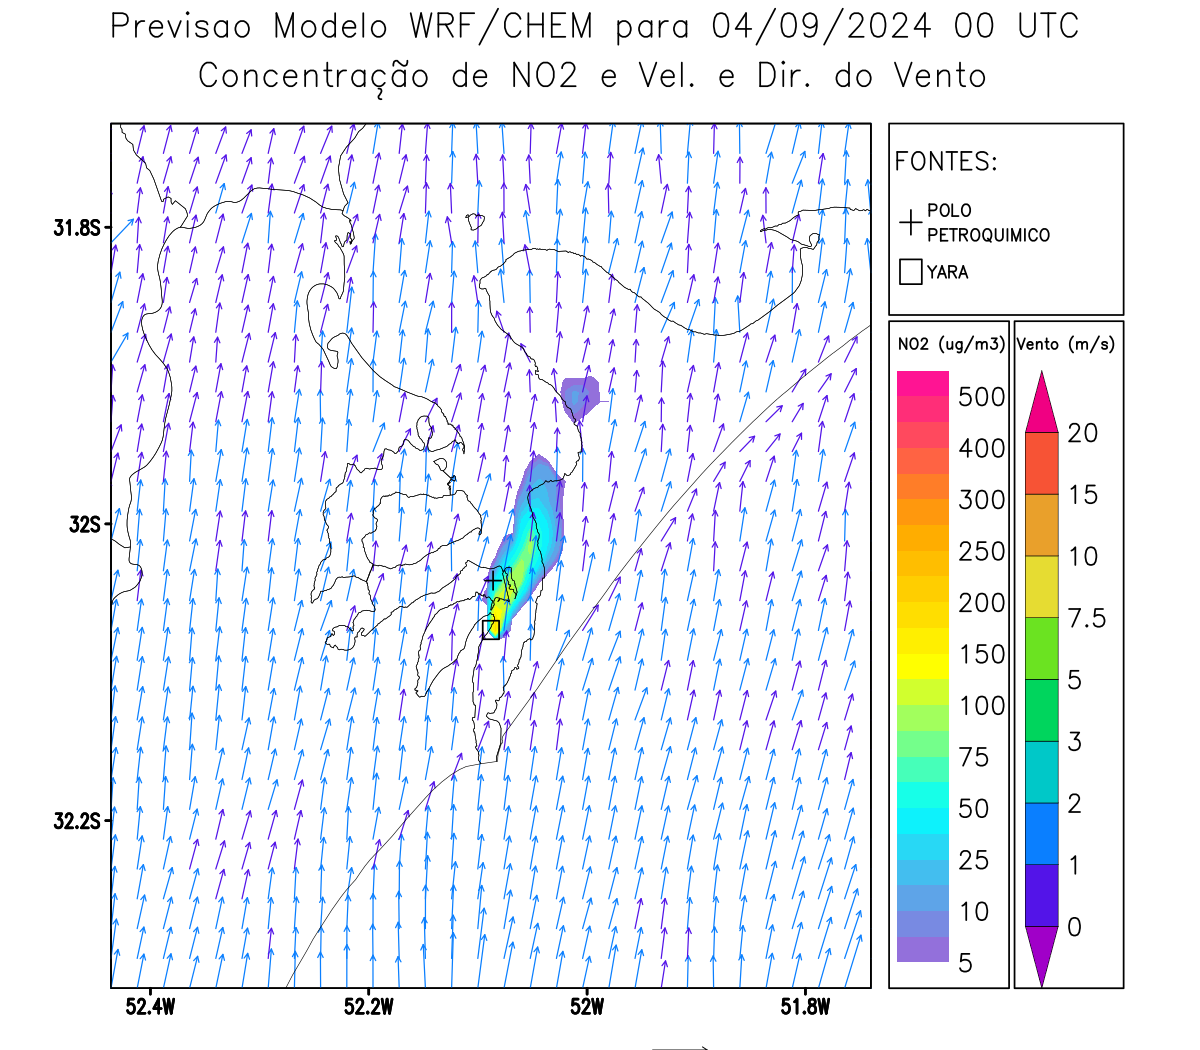 Previsao Modelo WRF/CHEM para 04/09/2024 00 UTC
Concentração de NO2 e Vel. e Dir. do Vento
FONTES:
POLO
PETROQUIMICO
YARA
NO2 (ug/m3)
500
400
300
250
200
150
100
75
50
25
10
5
Vento (m/s)
20
15
10
7.5
5
3
2
1
0
31.8S
32S
32.2S
52.4W 52.2W 52W 51.8W